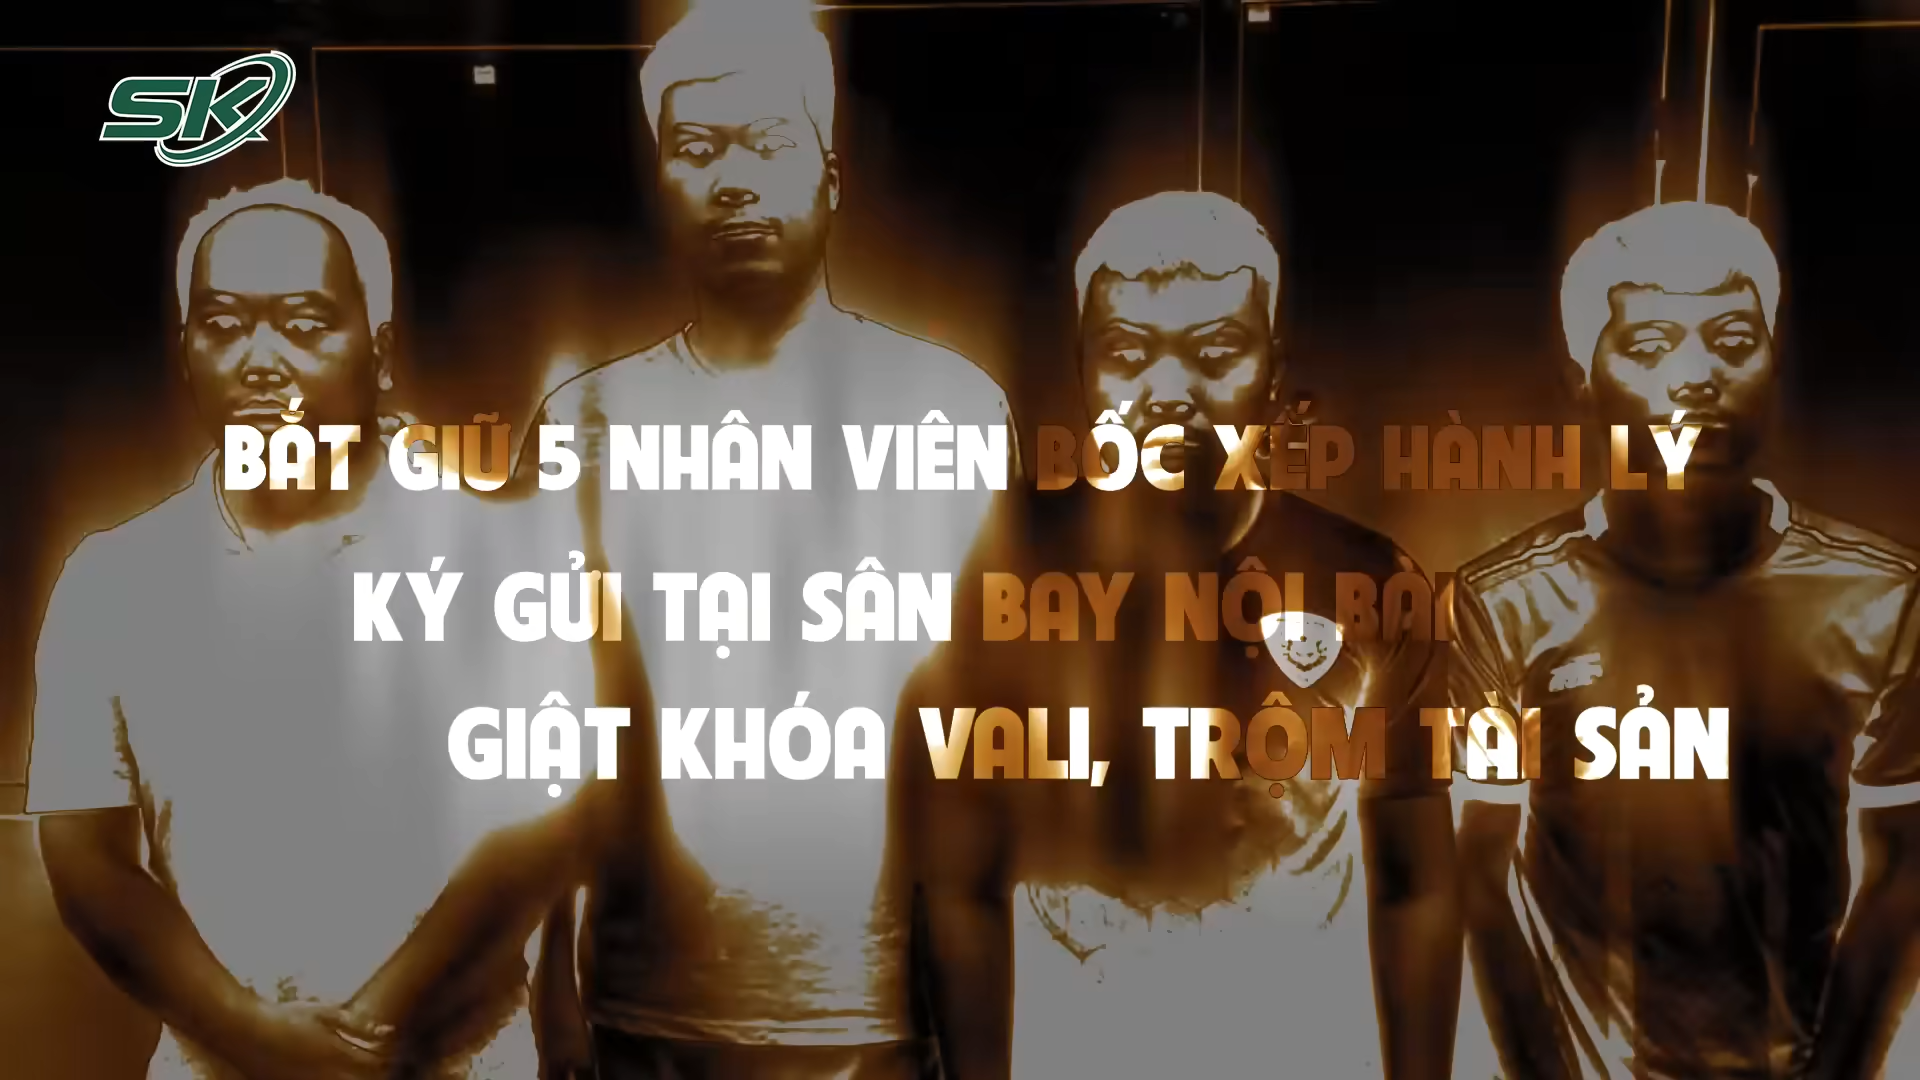 SK
BẮT GIỮ 5 NHÂN VIÊN BỐC XẾP HÀNH LÝ
KÝ GỬI TẠI SÂN BAY NỘI BÀI
GIẬT KHÓA VALI, TRỘM TÀI SẢN